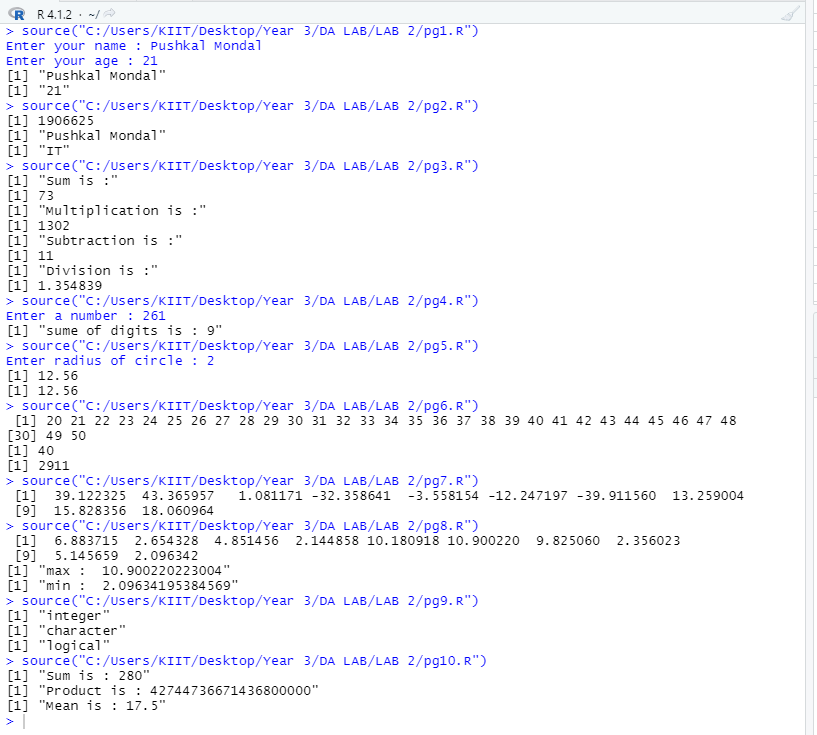 R 4.1.2 · ~/
> source("C:/Users/KIIT/Desktop/Year 3/DA LAB/LAB 2/pg1.R")
Enter your name : Pushkal Mondal
Enter your age : 21
[1] "Pushkal Mondal"
[1] "21"
> source("C:/Users/KIIT/Desktop/Year 3/DA LAB/LAB 2/pg2.R")
[1] 1906625
[1] "Pushkal Mondal"
[1] "IT"
> source("C:/Users/KIIT/Desktop/Year 3/DA LAB/LAB 2/pg3.R")
[1] "Sum is :"
[1] 73
[1] "Multiplication is :"
[1] 1302
[1] "Subtraction is :"
[1] 11
[1] "Division is :"
[1] 1.354839
> source("C:/Users/KIIT/Desktop/Year 3/DA LAB/LAB 2/pg4.R")
Enter a number : 261
[1] "sume of digits is : 9"
> source("C:/Users/KIIT/Desktop/Year 3/DA LAB/LAB 2/pg5.R")
Enter radius of circle : 2
[1] 12.56
[1] 12.56
> source("C:/Users/KIIT/Desktop/Year 3/DA LAB/LAB 2/pg6.R")
[1] 20 21 22 23 24 25 26 27 28 29 30 31 32 33 34 35 36 37 38 39 40 41 42 43 44 45 46 47 48
[30] 49 50
[1] 40
[1] 2911
> source("C:/Users/KIIT/Desktop/Year 3/DA LAB/LAB 2/pg7.R")
[1] 39.122325 43.365957 1.081171 -32.358641 -3.558154 -12.247197 -39.911560 13.259004
[9] 15.828356 18.060964
> source("C:/Users/KIIT/Desktop/Year 3/DA LAB/LAB 2/pg8.R")
[1] 6.883715 2.654328 4.851456 2.144858 10.180918 10.900220 9.825060 2.356023
[9] 5.145659 2.096342
[1] "max :  10.900220223004"
[1] "min :  2.09634195384569"
> source("C:/Users/KIIT/Desktop/Year 3/DA LAB/LAB 2/pg9.R")
[1] "integer"
[1] "character"
[1] "logical"
> source("C:/Users/KIIT/Desktop/Year 3/DA LAB/LAB 2/pg10.R")
[1] "Sum is : 280"
[1] "Product is : 42744736671436800000"
[1] "Mean is : 17.5"
>